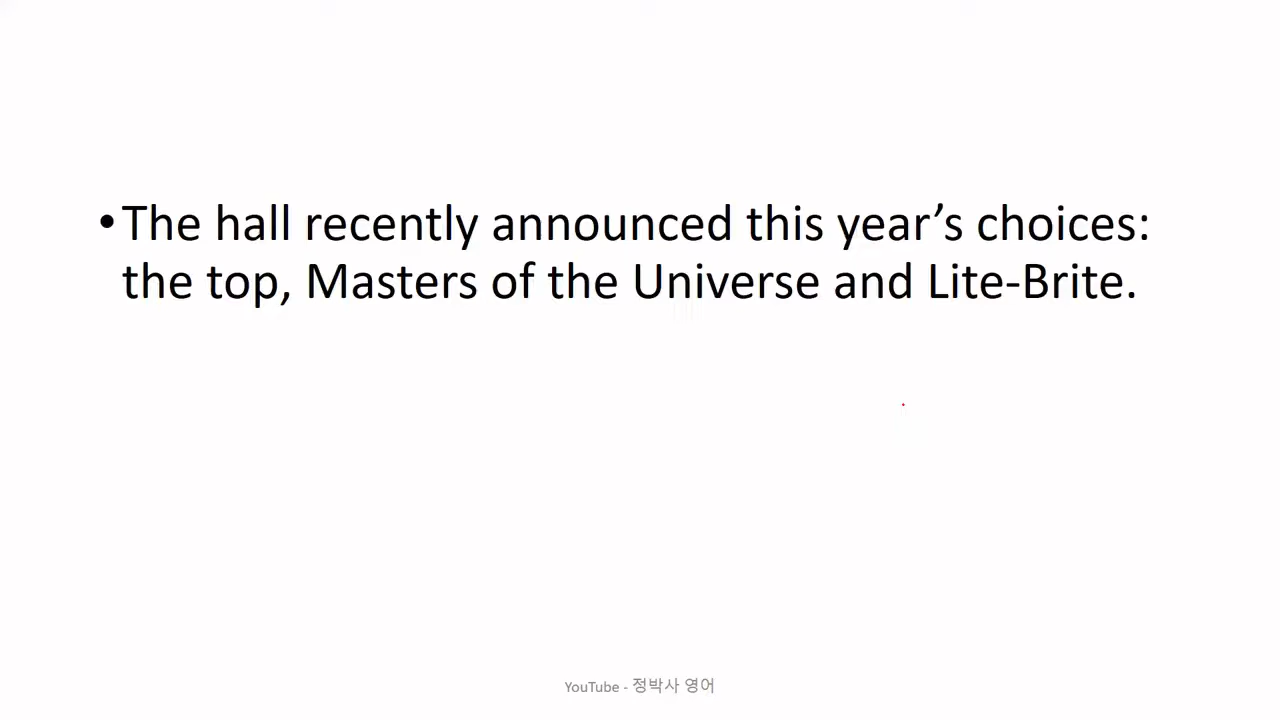 •The hall recently announced this year’s choices:
the top, Masters of the Universe and Lite-Brite.
YouTube - 정박사 영어